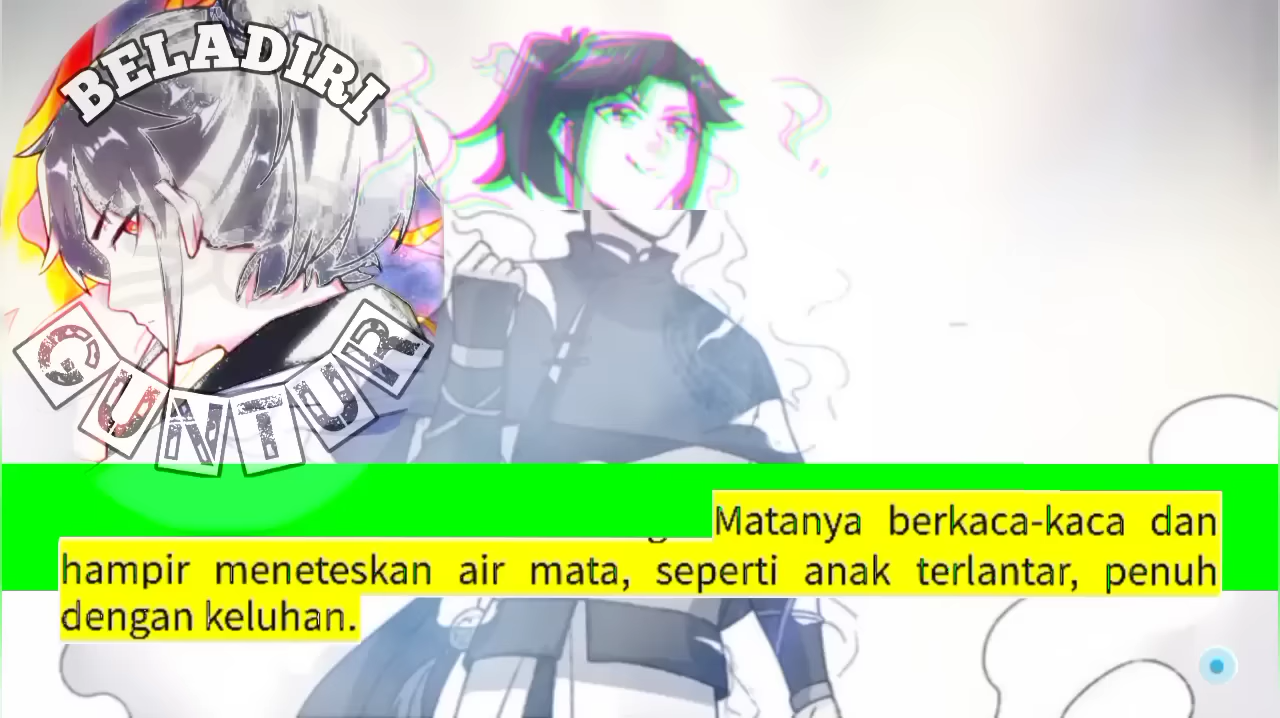 BELADIRI
GUNTUR
Matanya berkaca-kaca dan
hampir meneteskan air mata, seperti anak terlantar, penuh
dengan keluhan.